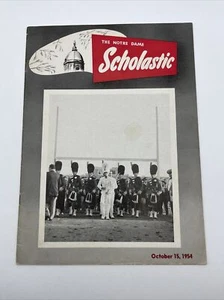 THE NOTRE DAME
Scholastic
October 15, 1954